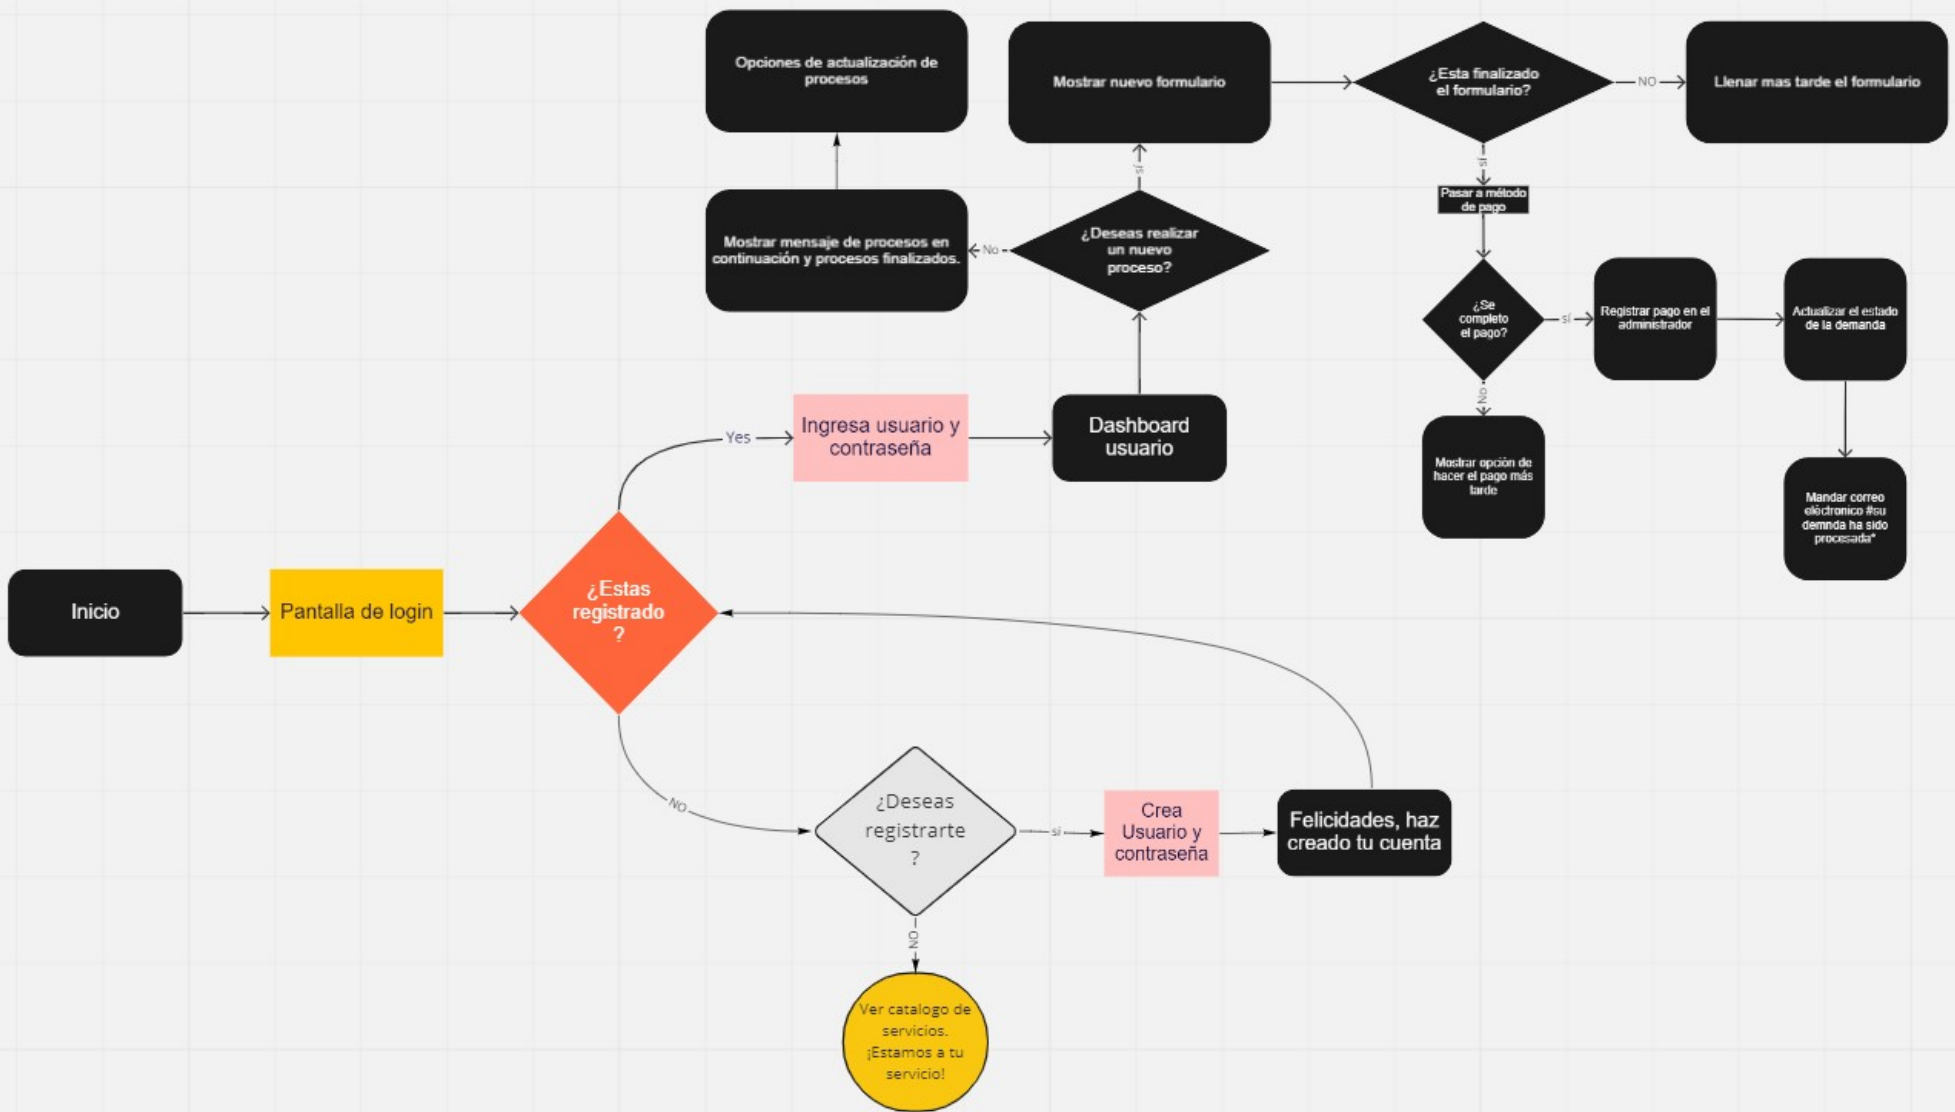 Opciones de actualización de
procesos
Mostrar nuevo formulario
¿Esta finalizado
el formulario?
NO
Llenar mas tarde el formulario
sí
sí
Pasar a método
de pago
Mostrar mensaje de procesos en
continuación y procesos finalizados.
No
¿Deseas realizar
un nuevo
proceso?
¿Se
completo
el pago?
sí
Registrar pago en el
administrador
Actualizar el estado
de la demanda
No
Yes
Ingresa usuario y
contraseña
Dashboard
usuario
Mostrar opción de
hacer el pago más
tarde
Mandar correo
eléctronico #su
demnda ha sido
procesada*
Inicio
Pantalla de login
¿Estas
registrado
?
NO
¿Deseas
registrarte
?
sí
Crea
Usuario y
contraseña
Felicidades, haz
creado tu cuenta
NO
Ver catalogo de
servicios.
¡Estamos a tu
servicio!